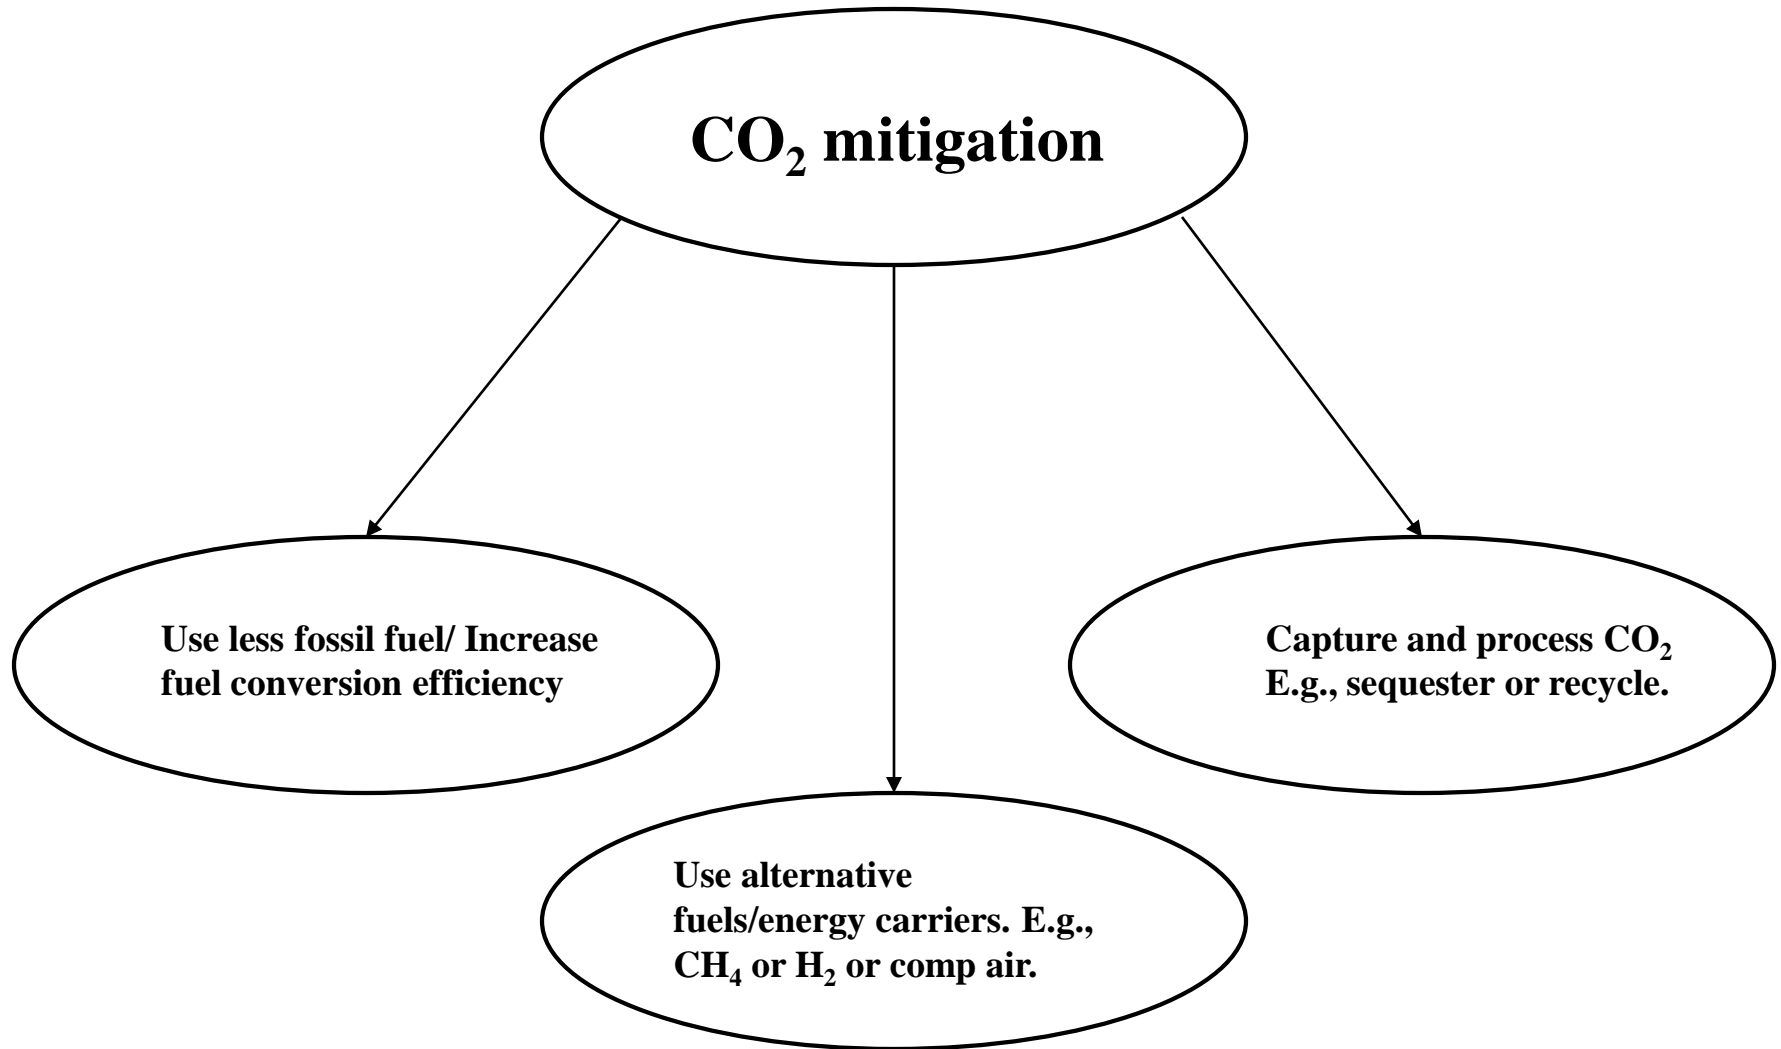 CO₂ mitigation
Use less fossil fuel/ Increase
fuel conversion efficiency
Capture and process CO₂
E.g., sequester or recycle.
Use alternative
fuels/energy carriers. E.g.,
CH₄ or H₂ or comp air.